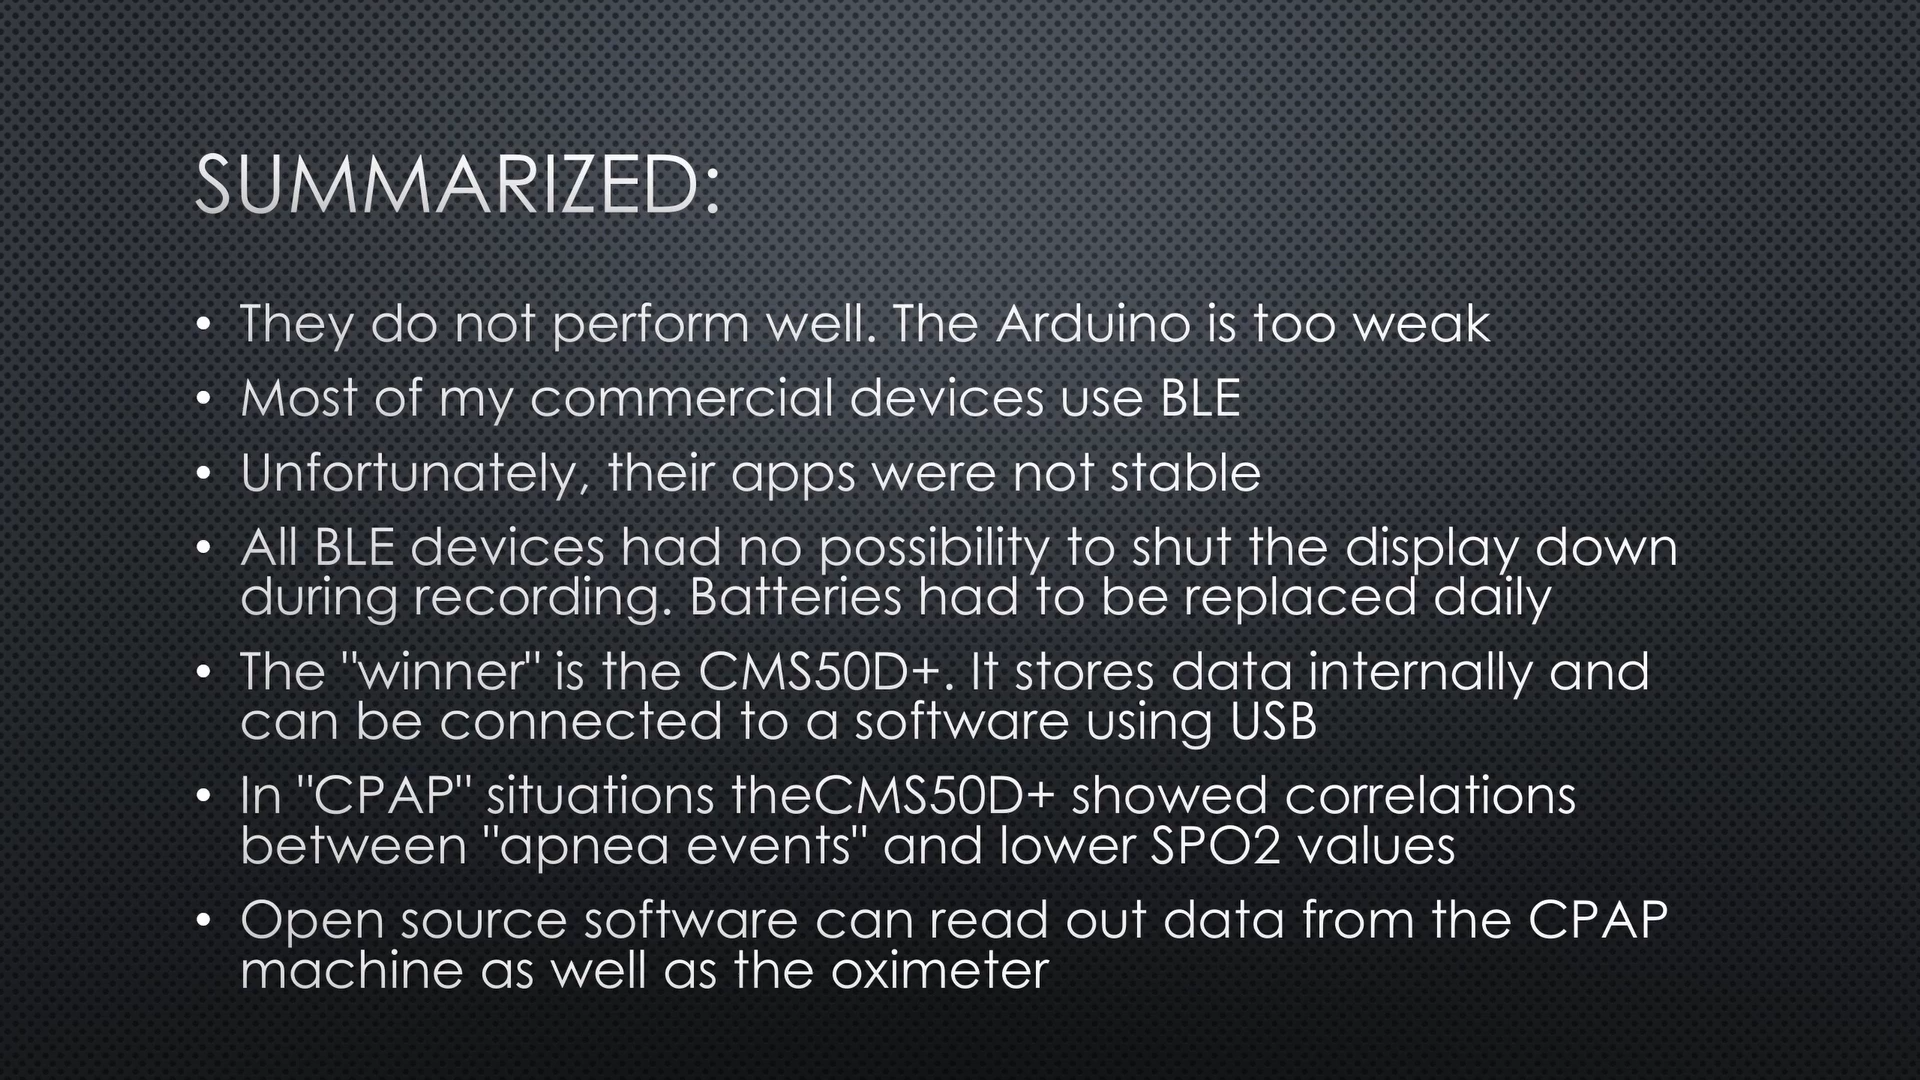 SUMMARIZED:
• They do not perform well. The Arduino is too weak
• Most of my commercial devices use BLE
• Unfortunately, their apps were not stable
• All BLE devices had no possibility to shut the display down
during recording. Batteries had to be replaced daily
• The "winner" is the CMS50D+. It stores data internally and
can be connected to a software using USB
• In "CPAP" situations theCMS50D+ showed correlations
between "apnea events" and lower SPO2 values
• Open source software can read out data from the CPAP
machine as well as the oximeter